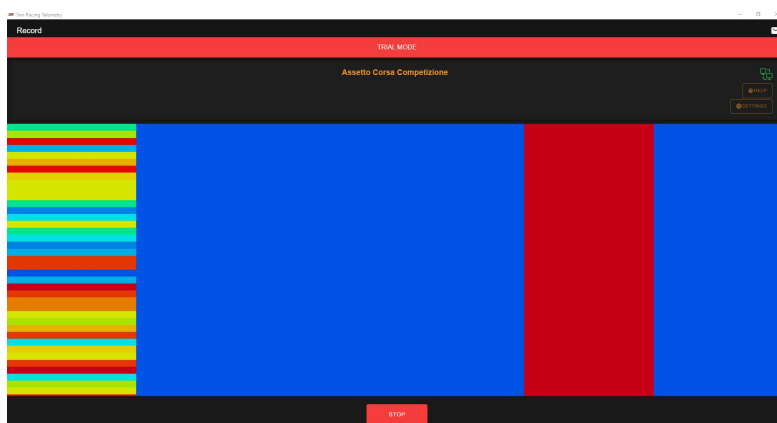 Sim Racing Telemetry
Record
TRIAL MODE
Assetto Corsa Competizione
HELP
SETTINGS
STOP